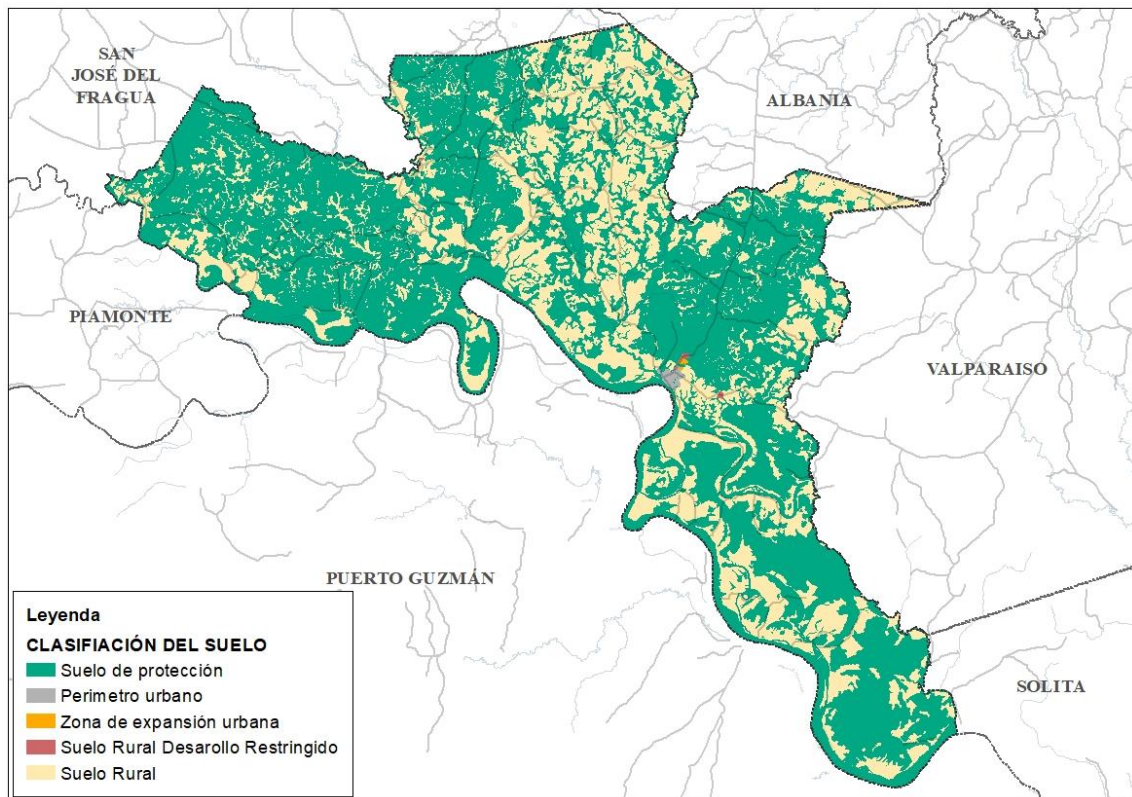 SAN
JOSÉ DEL
FRAGUA
ALBANIA
PIAMONTE
VALPARAISO
PUERTO GUZMÁN
SOLITA
Leyenda
CLASIFIACIÓN DEL SUELO
Suelo de protección
Perimetro urbano
Zona de expansión urbana
Suelo Rural Desarollo Restringido
Suelo Rural